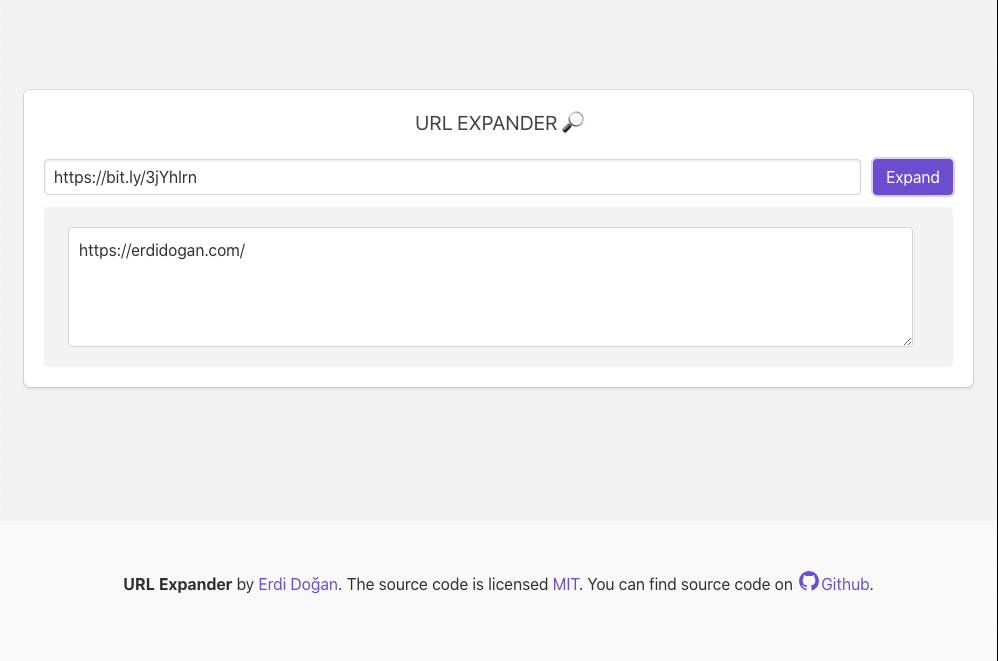 URL EXPANDER 🔎
https://bit.ly/3jYhlrn
Expand
https://erdidogan.com/
URL Expander by Erdi Doğan. The source code is licensed MIT. You can find source code on Github.